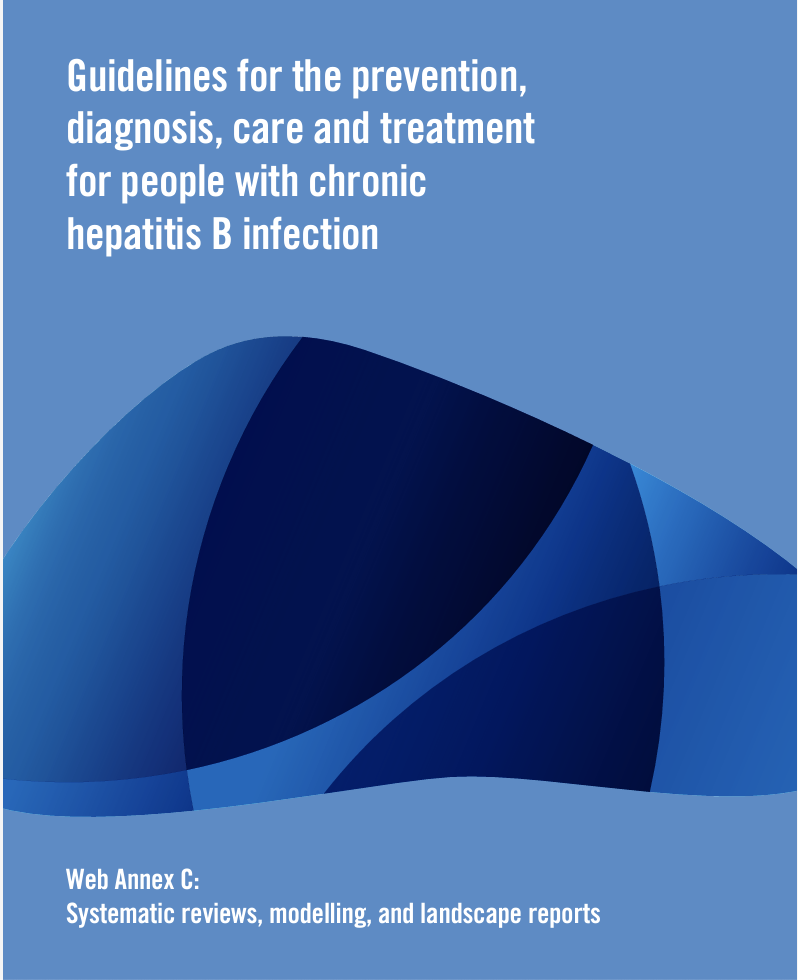 Guidelines for the prevention,
diagnosis, care and treatment
for people with chronic
hepatitis B infection
Web Annex C:
Systematic reviews, modelling, and landscape reports